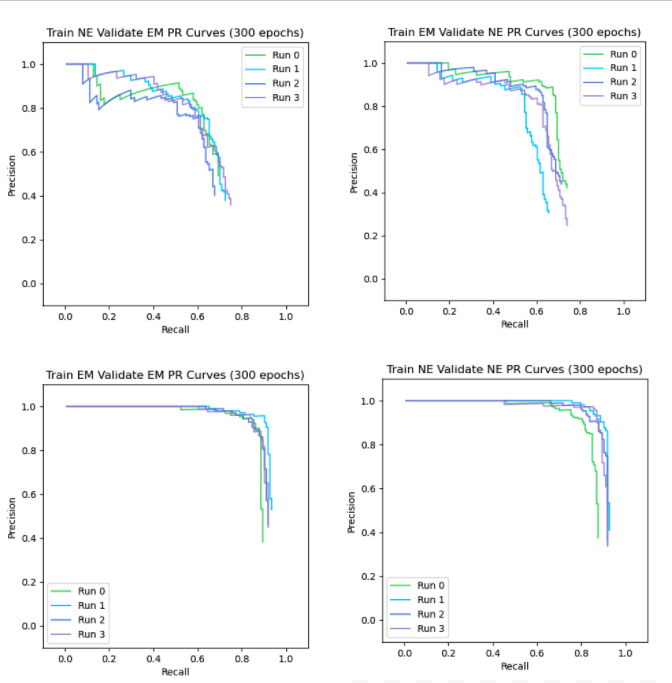 Train NE Validate EM PR Curves (300 epochs)
Run 0
Run 1
Run 2
Run 3
1.0
0.8
0.6
0.4
0.2
0.0
Precision
0.0 0.2 0.4 0.6 0.8 1.0
Recall
Train EM Validate NE PR Curves (300 epochs)
Run 0
Run 1
Run 2
Run 3
1.0
0.8
0.6
0.4
0.2
0.0
Precision
0.0 0.2 0.4 0.6 0.8 1.0
Recall
Train EM Validate EM PR Curves (300 epochs)
1.0
0.8
0.6
0.4
0.2
0.0
Precision
Run 0
Run 1
Run 2
Run 3
0.0 0.2 0.4 0.6 0.8 1.0
Recall
Train NE Validate NE PR Curves (300 epochs)
1.0
0.8
0.6
0.4
0.2
0.0
Precision
Run 0
Run 1
Run 2
Run 3
0.0 0.2 0.4 0.6 0.8 1.0
Recall